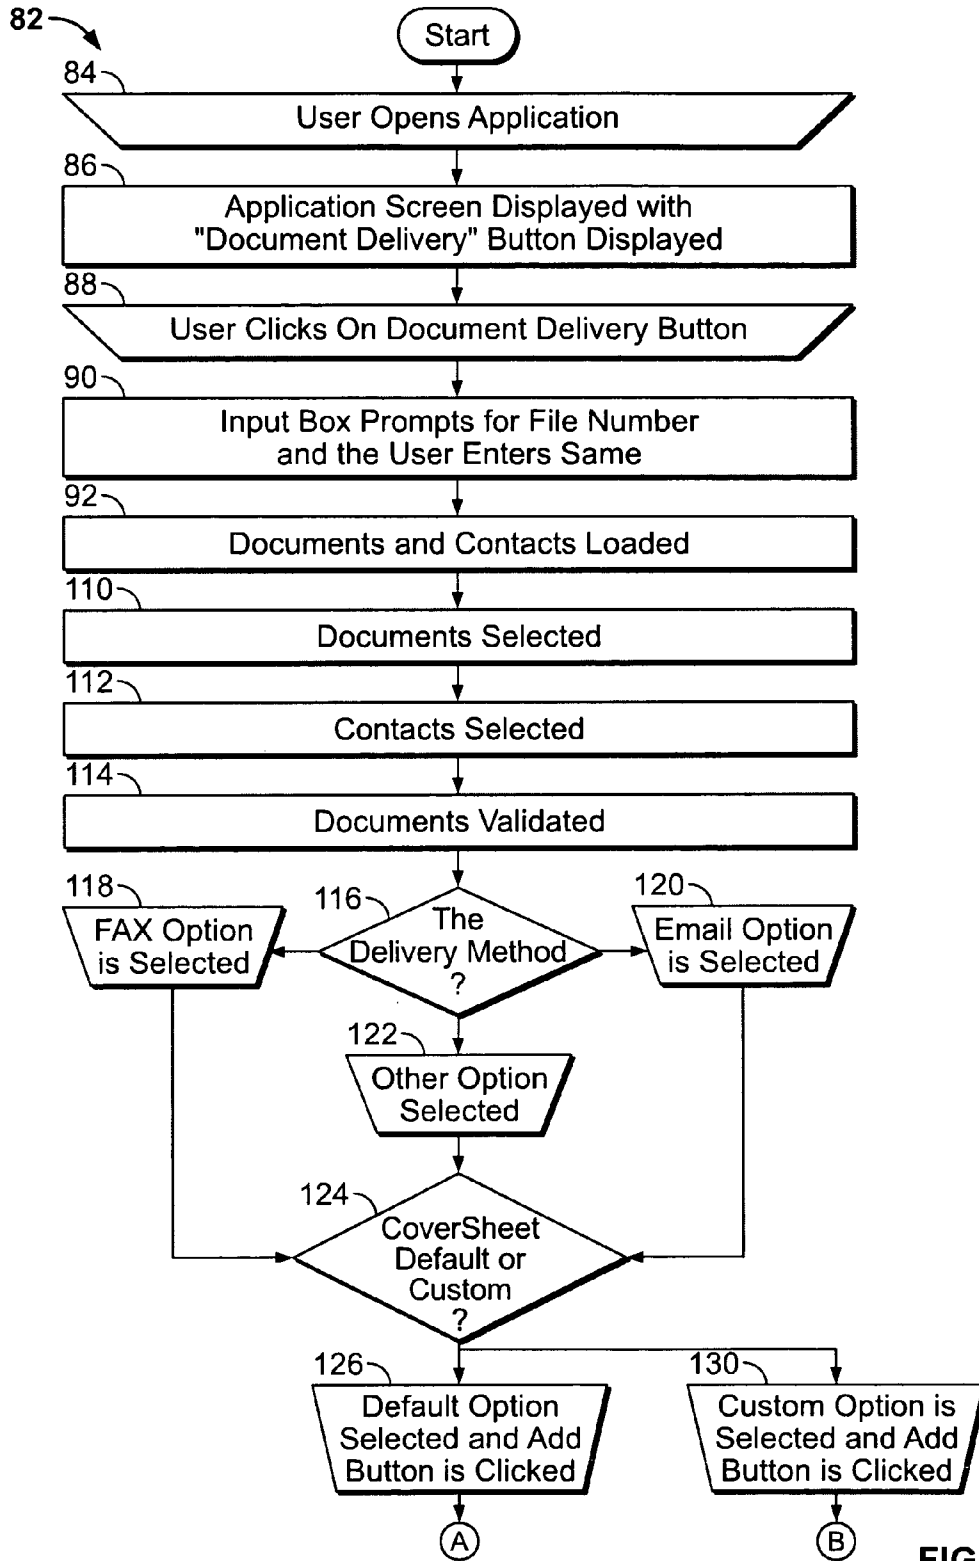 82
Start
84
User Opens Application
86
Application Screen Displayed with
"Document Delivery" Button Displayed
88
User Clicks On Document Delivery Button
90
Input Box Prompts for File Number
and the User Enters Same
92
Documents and Contacts Loaded
110
Documents Selected
112
Contacts Selected
114
Documents Validated
118
FAX Option
is Selected
116
The
Delivery Method
?
120
Email Option
is Selected
122
Other Option
Selected
124
CoverSheet
Default or
Custom
?
126
Default Option
Selected and Add
Button is Clicked
130
Custom Option is
Selected and Add
Button is Clicked
A
B
FIG